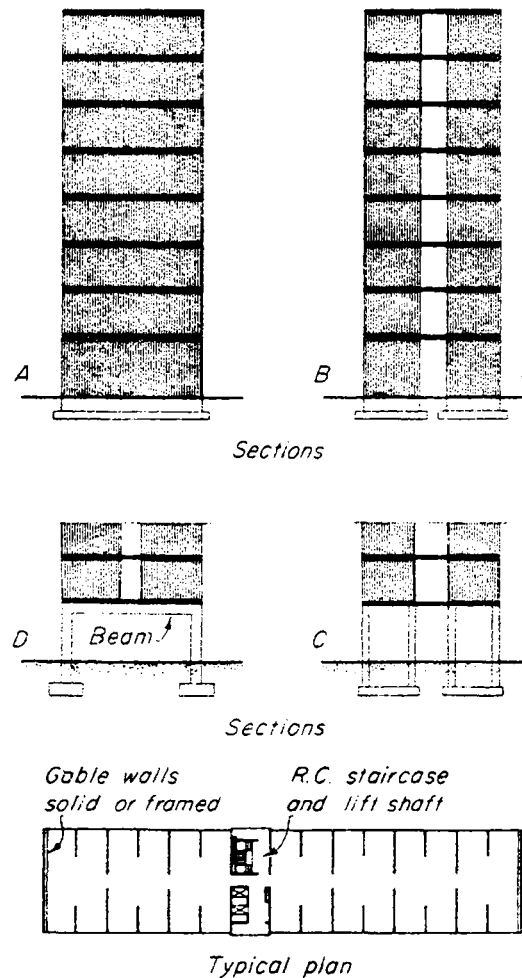 A
B
Sections
D
Beam
C
Sections
Gable walls
solid or framed
R.C. staircase
and lift shaft
Typical plan